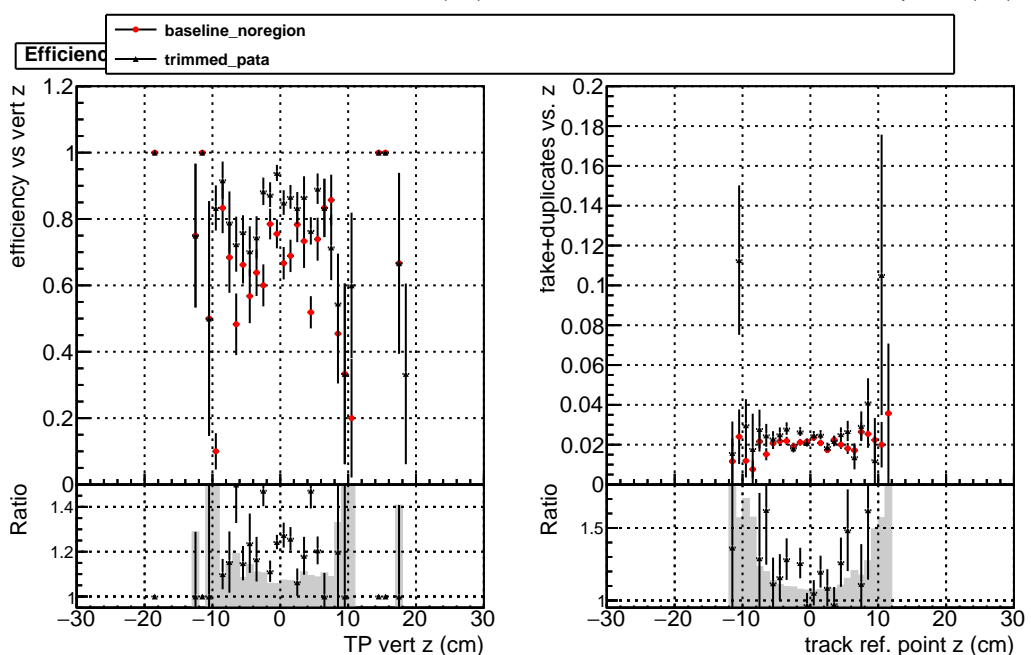 baseline_noregion
trimmed_pata
Efficienc
efficiency vs vert z
1.2
1
0.8
0.6
0.4
0.2
0
Ratio
1.4
1.2
1
−30 −20 −10 0 10 20 30
TP vert z (cm)
fake+duplicates vs. z
0.2
0.18
0.16
0.14
0.12
0.1
0.08
0.06
0.04
0.02
0
Ratio
1.5
1
−30 −20 −10 0 10 20 30
track ref. point z (cm)